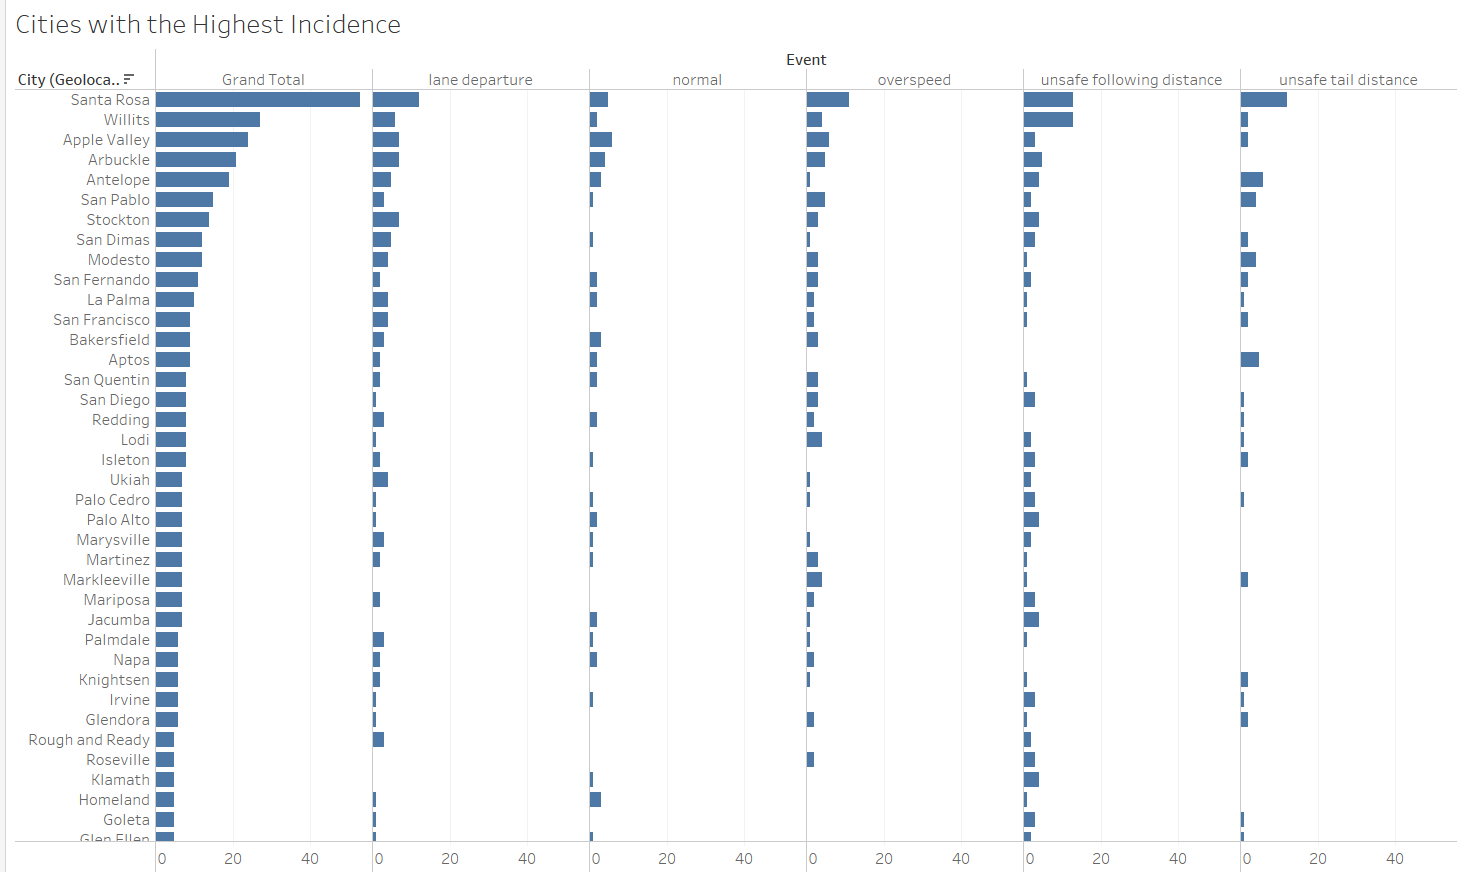 Cities with the Highest Incidence
Event
City (Geoloca.. Grand Total lane departure normal overspeed unsafe following distance unsafe tail distance
Santa Rosa
Willits
Apple Valley
Arbuckle
Antelope
San Pablo
Stockton
San Dimas
Modesto
San Fernando
La Palma
San Francisco
Bakersfield
Aptos
San Quentin
San Diego
Redding
Lodi
Isleton
Ukiah
Palo Cedro
Palo Alto
Marysville
Martinez
Markleeville
Mariposa
Jacumba
Palmdale
Napa
Knightsen
Irvine
Glendora
Rough and Ready
Roseville
Klamath
Homeland
Goleta
Glen Ellen
0 20 40 0 20 40 0 20 40 0 20 40 0 20 40 0 20 40